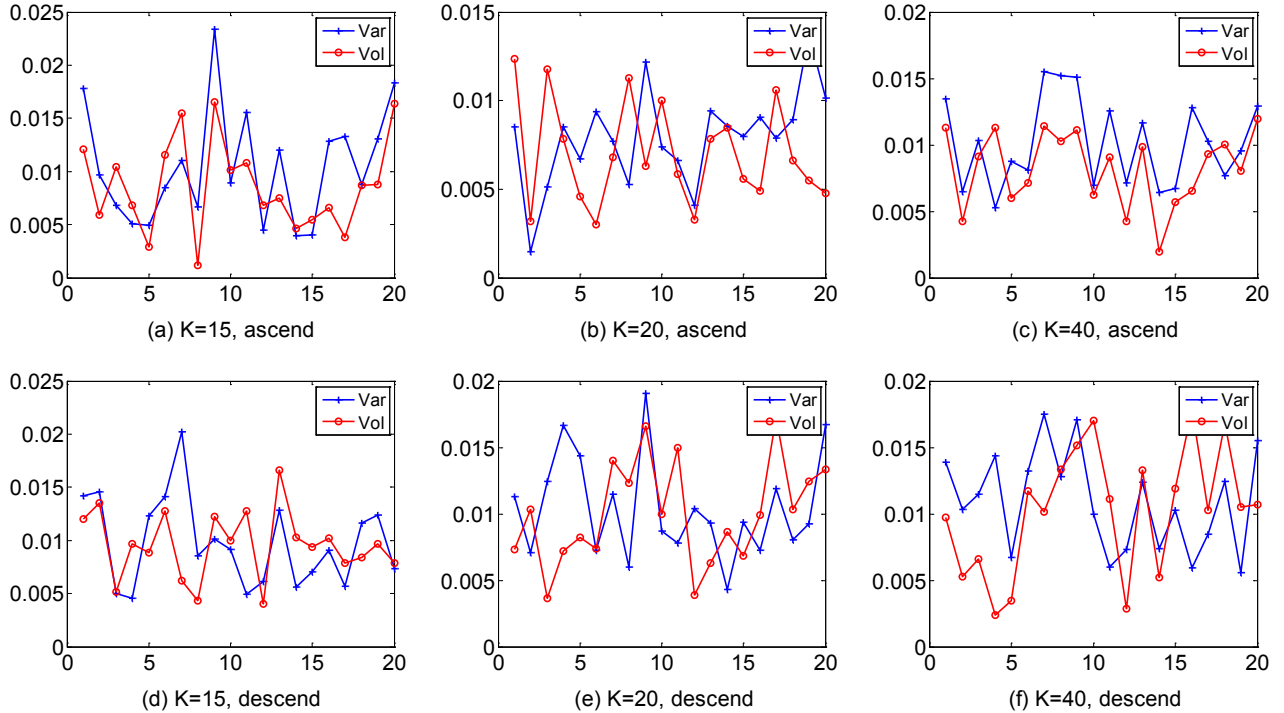 0.025
0.02
0.015
0.01
0.005
0
0 5 10 15 20
Var
Vol
(a) K=15, ascend
0.015
0.01
0.005
0
0 5 10 15 20
Var
Vol
(b) K=20, ascend
0.02
0.015
0.01
0.005
0
0 5 10 15 20
Var
Vol
(c) K=40, ascend
0.025
0.02
0.015
0.01
0.005
0
0 5 10 15 20
Var
Vol
(d) K=15, descend
0.02
0.015
0.01
0.005
0
0 5 10 15 20
Var
Vol
(e) K=20, descend
0.02
0.015
0.01
0.005
0
0 5 10 15 20
Var
Vol
(f) K=40, descend